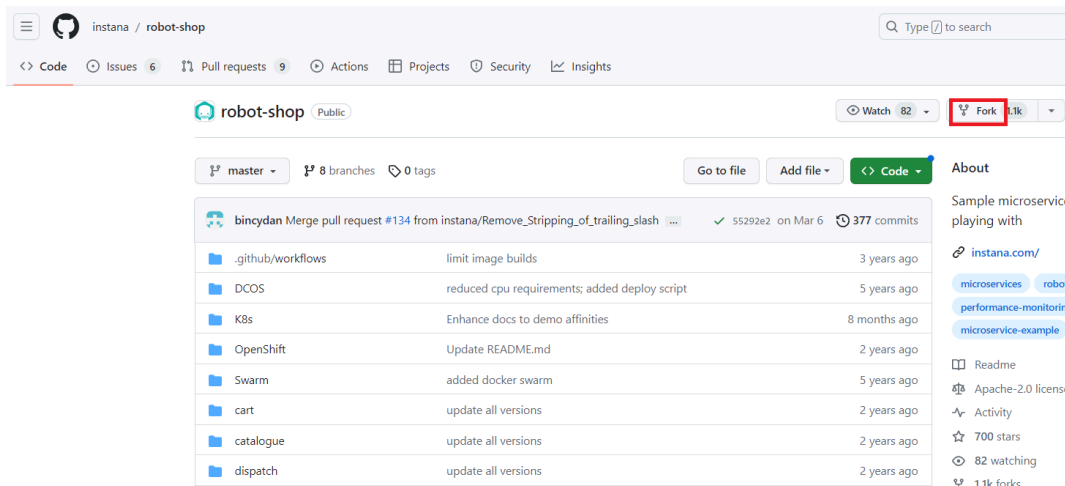 instana / robot-shop
Type / to search
Code
Issues 6
Pull requests 9
Actions
Projects
Security
Insights
robot-shop Public
Watch 82
Fork 1.1k
master
8 branches
0 tags
Go to file
Add file
<> Code
About
Sample microservice
playing with
bincydan Merge pull request #134 from instana/Remove_Stripping_of_trailing_slash ...
55292e2 on Mar 6
377 commits
.github/workflows limit image builds 3 years ago
DCOS reduced cpu requirements; added deploy script 5 years ago
K8s Enhance docs to demo affinities 8 months ago
OpenShift Update README.md 2 years ago
Swarm added docker swarm 5 years ago
cart update all versions 2 years ago
catalogue update all versions 2 years ago
dispatch update all versions 2 years ago
instana.com/
microservices robo
performance-monitorin
microservice-example
Readme
Apache-2.0 license
Activity
700 stars
82 watching
1.1k forks